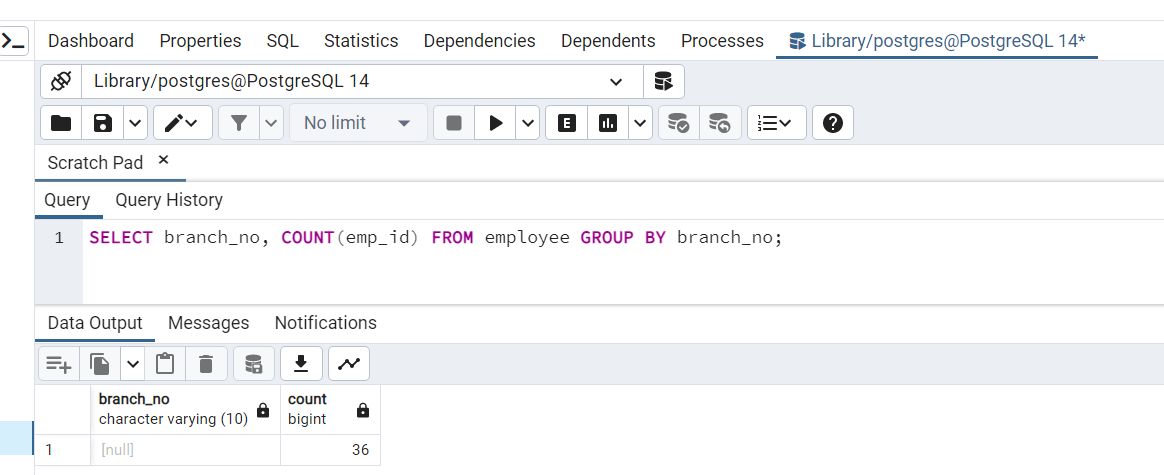 Dashboard Properties SQL Statistics Dependencies Dependents Processes Library/postgres@PostgreSQL 14*
Library/postgres@PostgreSQL 14
No limit
Scratch Pad
Query Query History
1 SELECT branch_no, COUNT(emp_id) FROM employee GROUP BY branch_no;
Data Output Messages Notifications
branch_no count
character varying (10) bigint
1 [null] 36